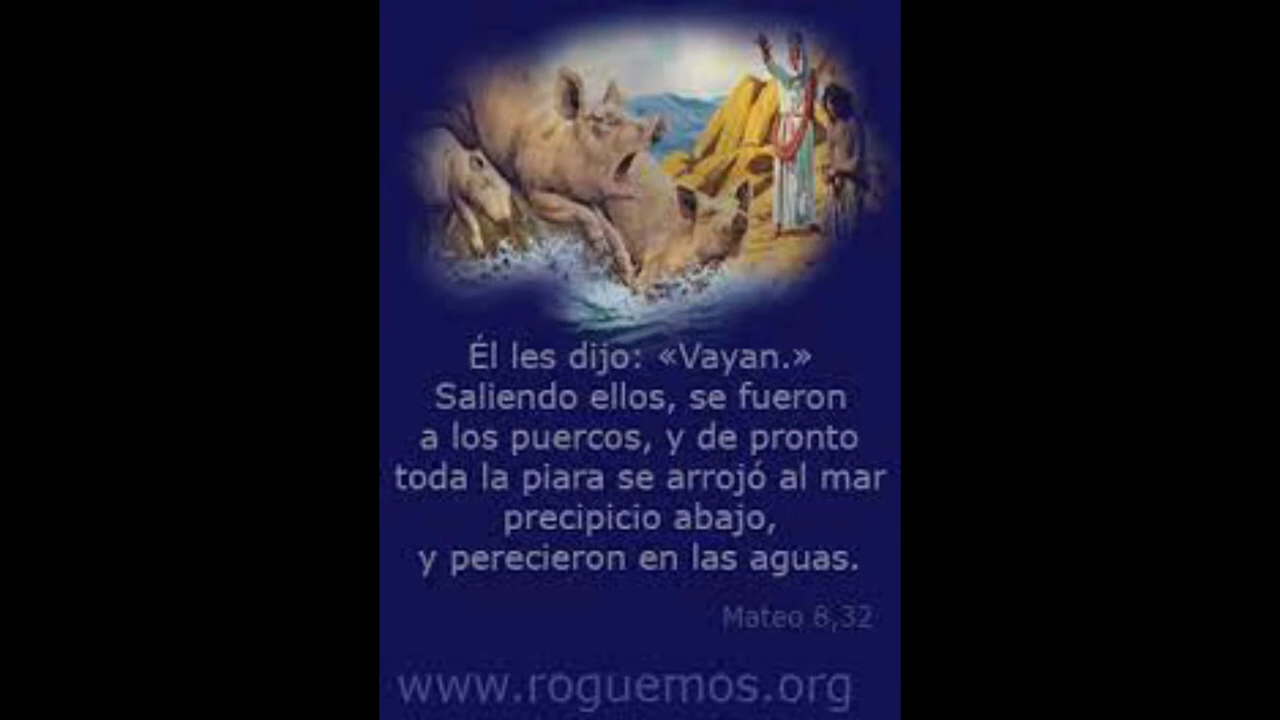 Él les dijo: «Vayan.»
Saliendo ellos, se fueron
a los puercos, y de pronto
toda la piara se arrojó al mar
precipicio abajo,
y perecieron en las aguas.
Mateo 8,32
www.roguemos.org